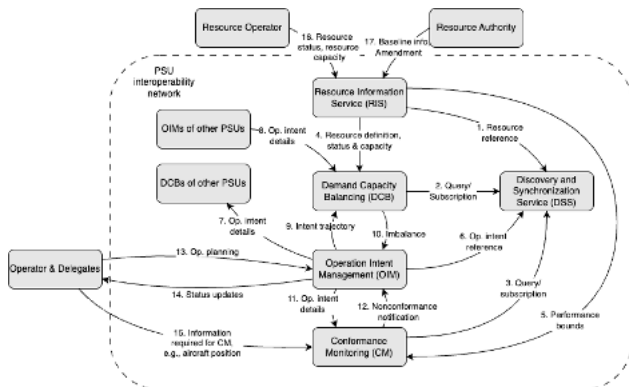 Resource Operator
Resource Authority
16. Resource
status, resource
capacity
17. Baseline info,
Amendment
PSU
interoperability
network
Resource Information
Service (RIS)
OIMs of other PSUs
8. Op. intent
details
4. Resource definition,
status & capacity
1. Resource
reference
DCBs of other PSUs
Demand Capacity
Balancing (DCB)
2. Query/
Subscription
Discovery and
Synchronization
Service (DSS)
7. Op. intent
details
9. Intent trajectory
10. Imbalance
6. Op. intent
reference
13. Op. planning
Operator & Delegates
Operation Intent
Management (OIM)
14. Status updates
11. Op. intent
details
12. Nonconformance
notification
3. Query/
subscription
5. Performance
bounds
15. Information
required for CM,
e.g., aircraft position
Conformance
Monitoring (CM)